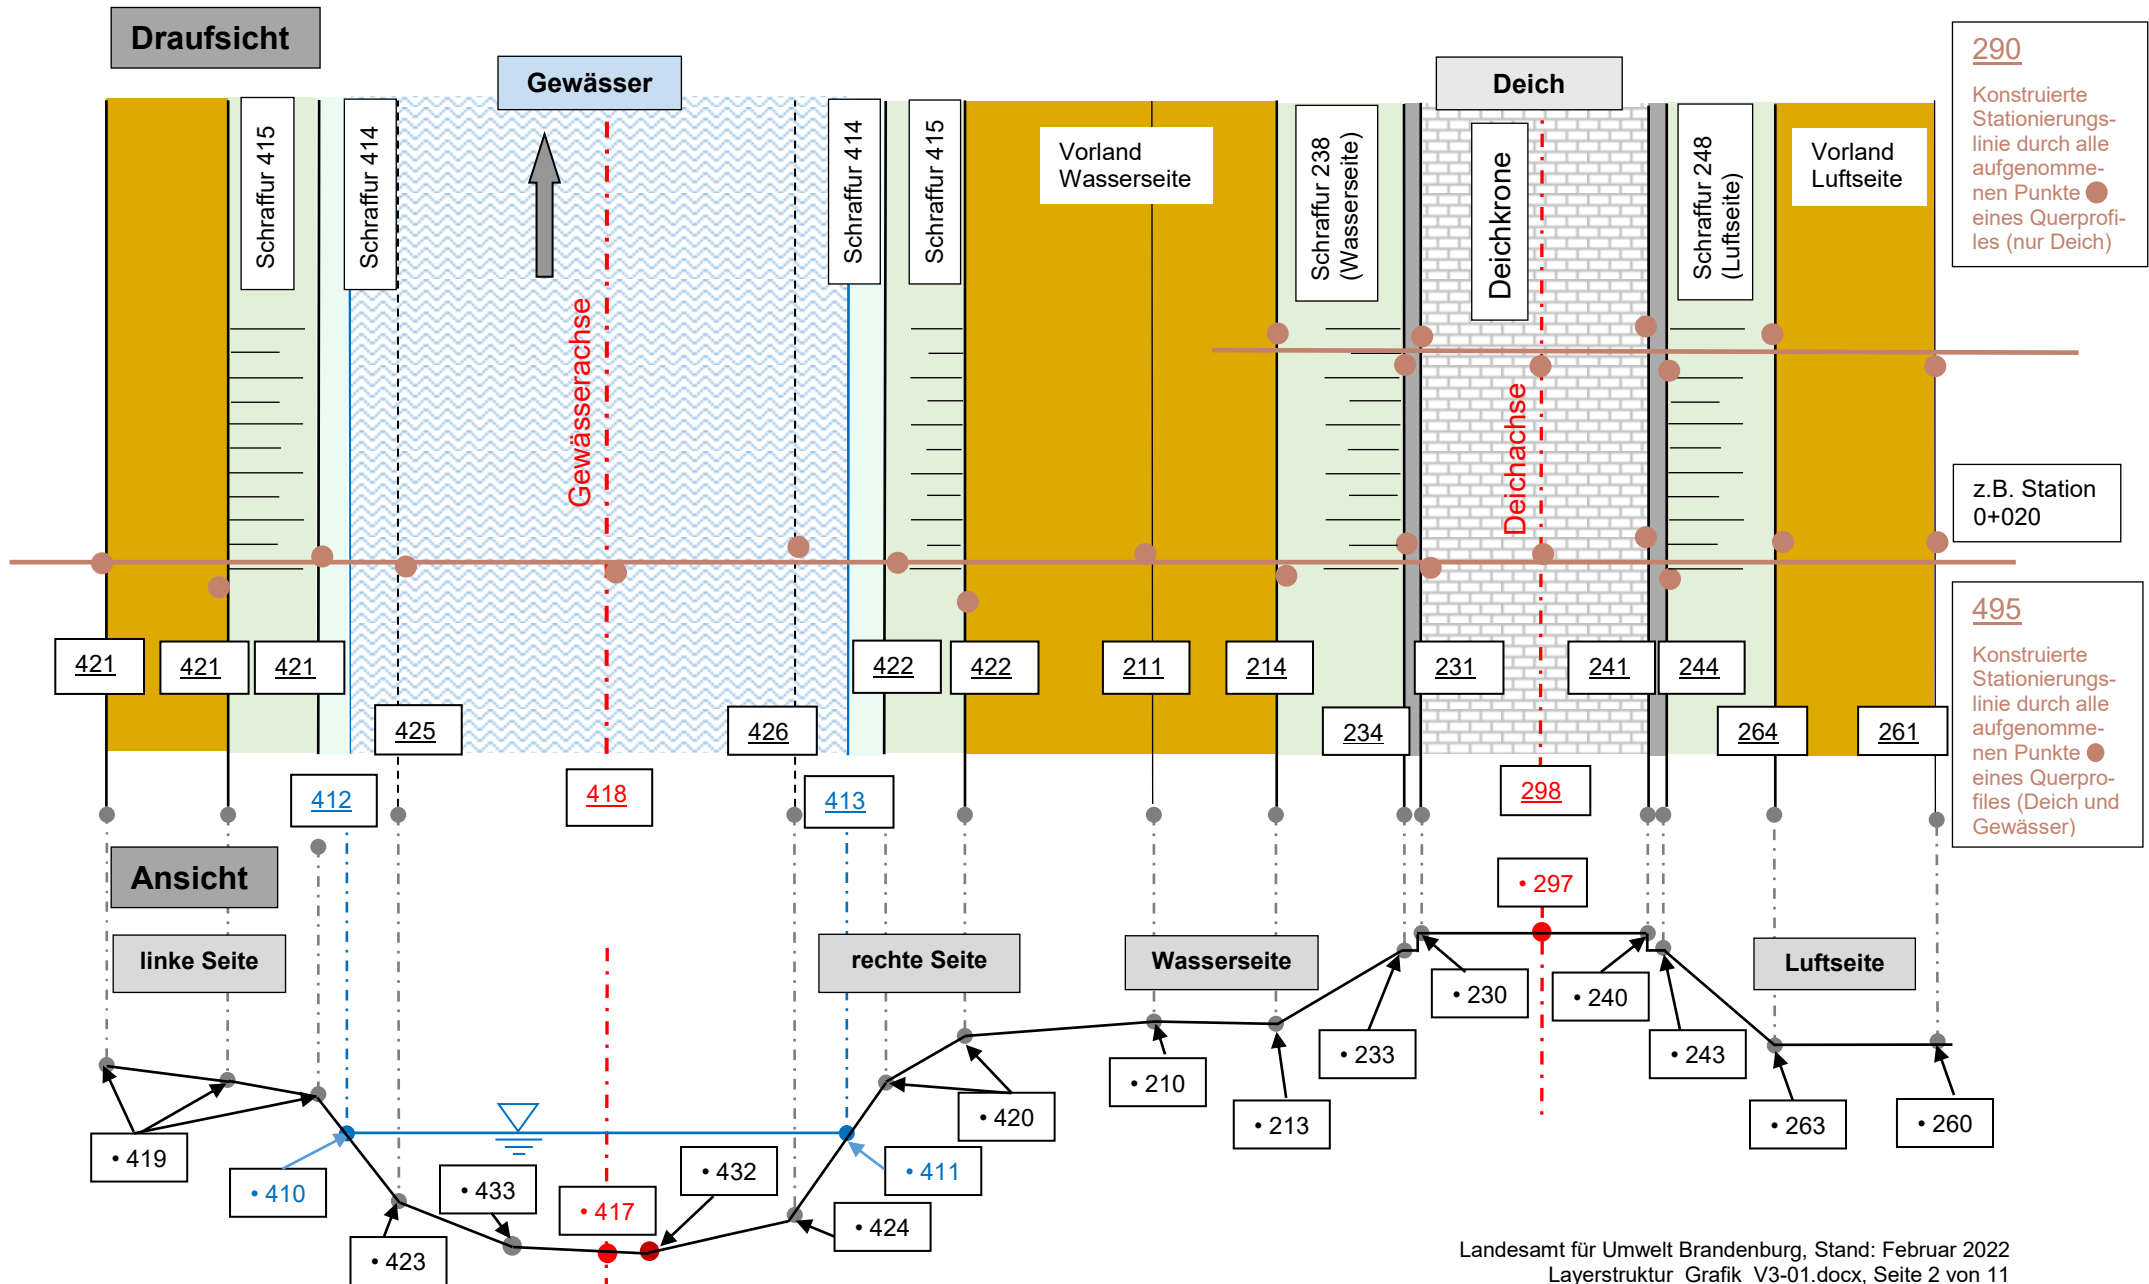 Draufsicht
Gewässer
Deich
290
Konstruierte
Stationierungs-
linie durch alle
aufgenomme-
nen Punkte
eines Querprofi-
les (nur Deich)
Schraffur 415
Schraffur 414
Schraffur 414
Schraffur 415
Vorland
Wasserseite
Schraffur 238
(Wasserseite)
Deichkrone
Schraffur 248
(Luftseite)
Vorland
Luftseite
Gewässerachse
Deichachse
z.B. Station
0+020
495
Konstruierte
Stationierungs-
linie durch alle
aufgenomme-
nen Punkte
eines Querpro-
files (Deich und
Gewässer)
421
421
421
422
422
211
214
231
241
244
425
426
234
264
261
412
418
413
298
Ansicht
• 297
linke Seite
rechte Seite
Wasserseite
Luftseite
• 230
• 240
• 233
• 243
• 210
• 420
• 213
• 263
• 260
• 419
• 410
• 433
• 432
• 411
• 417
• 424
• 423
Landesamt für Umwelt Brandenburg, Stand: Februar 2022
Layerstruktur_Grafik_V3-01.docx, Seite 2 von 11